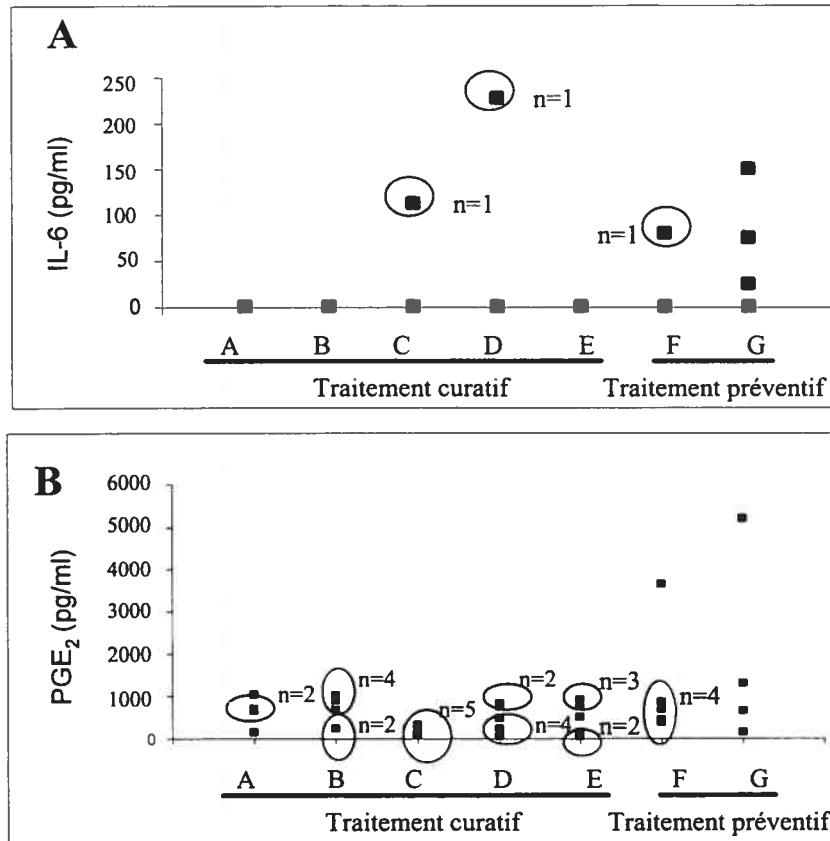 A
IL-6 (pg/ml)
250
200
150
100
50
0
n=1
n=1
n=1
A B C D E F G
Traitement curatif Traitement préventif
B
PGE2 (pg/ml)
6000
5000
4000
3000
2000
1000
0
n=2
n=4
n=2
n=5
n=2
n=4
n=3
n=2
n=4
A B C D E F G
Traitement curatif Traitement préventif